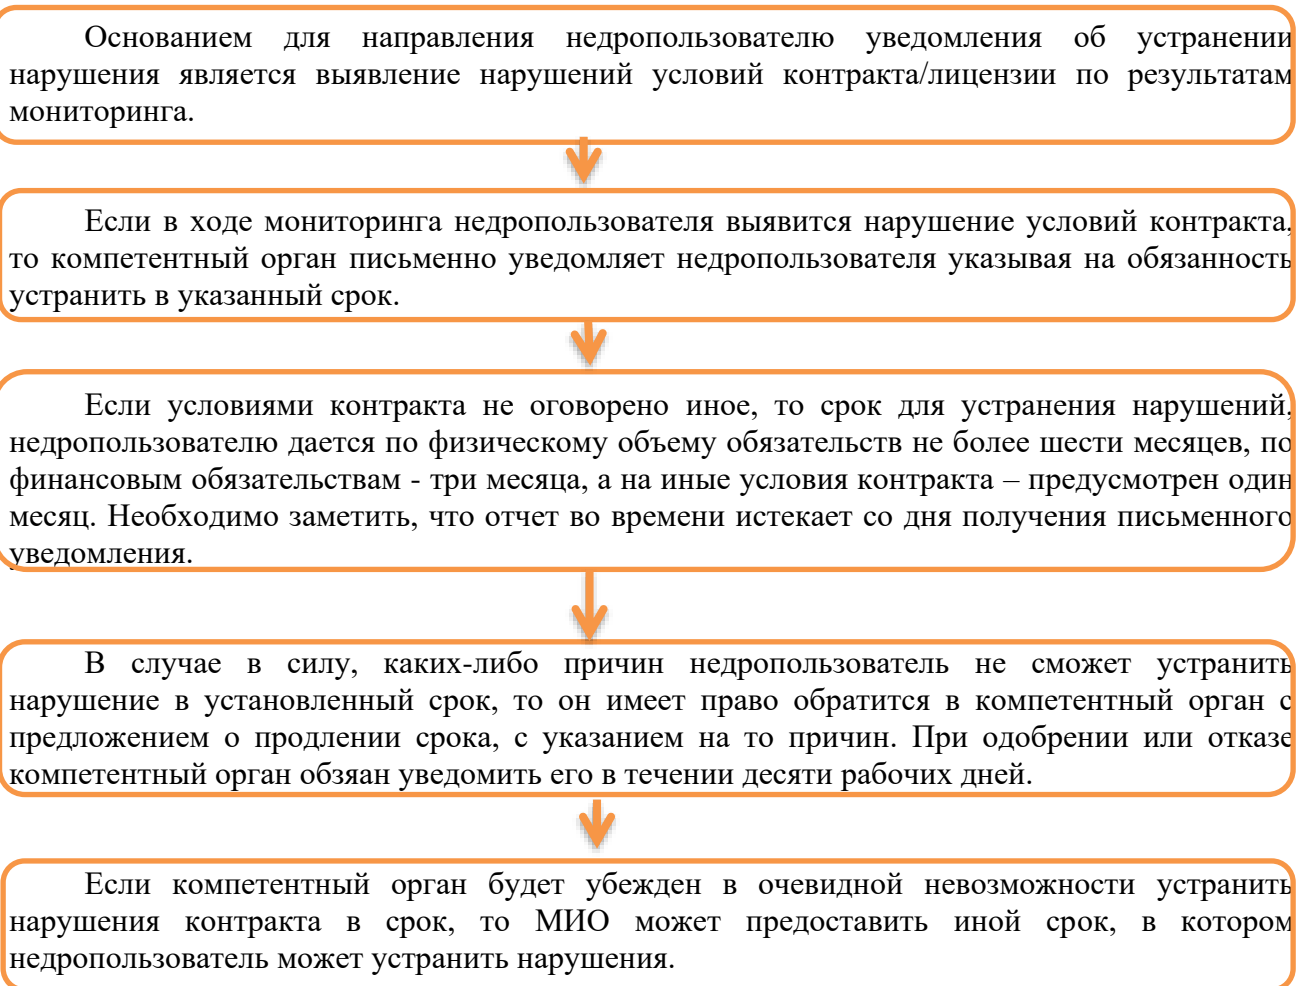 Основанием для направления недропользователю уведомления об устранении
нарушения является выявление нарушений условий контракта/лицензии по результатам
мониторинга.
Если в ходе мониторинга недропользователя выявится нарушение условий контракта,
то компетентный орган письменно уведомляет недропользователя указывая на обязанность
устранить в указанный срок.
Если условиями контракта не оговорено иное, то срок для устранения нарушений,
недропользователю дается по физическому объему обязательств не более шести месяцев, по
финансовым обязательствам - три месяца, а на иные условия контракта – предусмотрен один
месяц. Необходимо заметить, что отчет во времени истекает со дня получения письменного
уведомления.
В случае в силу, каких-либо причин недропользователь не сможет устранить
нарушение в установленный срок, то он имеет право обратится в компетентный орган с
предложением о продлении срока, с указанием на то причин. При одобрении или отказе
компетентный орган обзяан уведомить его в течении десяти рабочих дней.
Если компетентный орган будет убежден в очевидной невозможности устранить
нарушения контракта в срок, то МИО может предоставить иной срок, в котором
недропользователь может устранить нарушения.